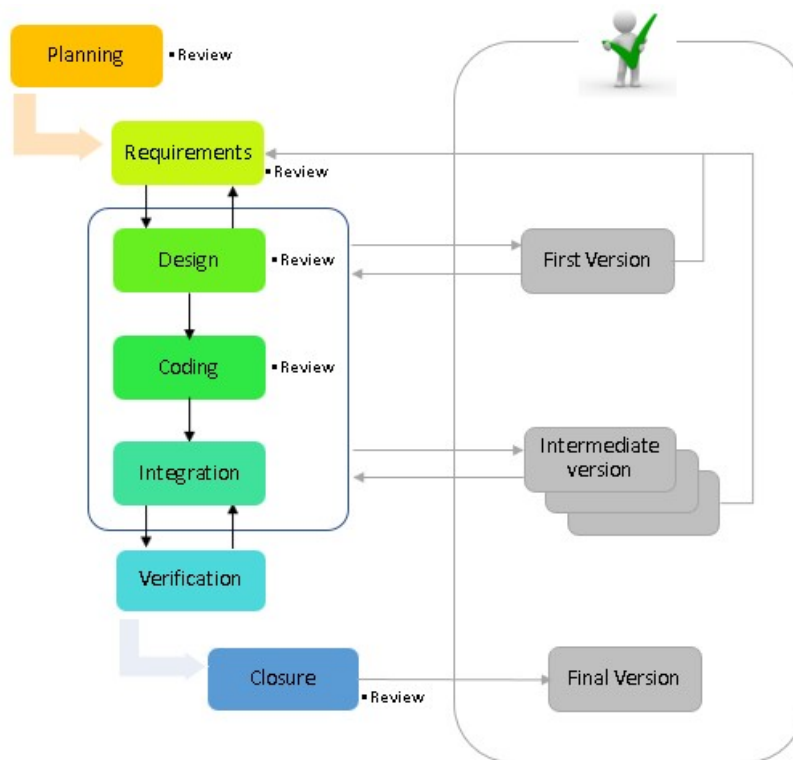 Planning
▪ Review
Requirements
▪ Review
Design
▪ Review
First Version
Coding
▪ Review
Integration
Intermediate
version
Verification
Closure
▪ Review
Final Version